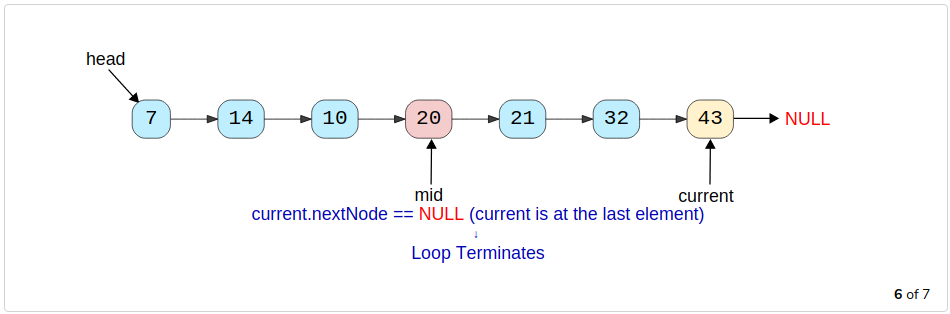 head
7 14 10 20 21 32 43 NULL
mid current
current.nextNode == NULL (current is at the last element)
↓
Loop Terminates
6 of 7